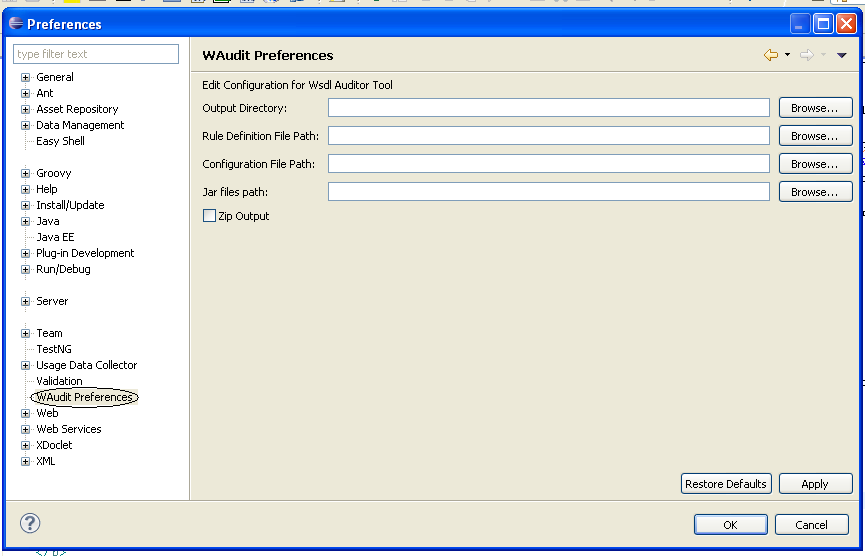 Preferences
type filter text
General
Ant
Asset Repository
Data Management
Easy Shell
Groovy
Help
Install/Update
Java
Java EE
Plug-in Development
Run/Debug
Server
Team
TestNG
Usage Data Collector
Validation
WAudit Preferences
Web
Web Services
XDoclet
XML
WAudit Preferences
Edit Configuration for Wsdl Auditor Tool
Output Directory: Browse...
Rule Definition File Path: Browse...
Configuration File Path: Browse...
Jar files path: Browse...
Zip Output
Restore Defaults Apply
? OK Cancel